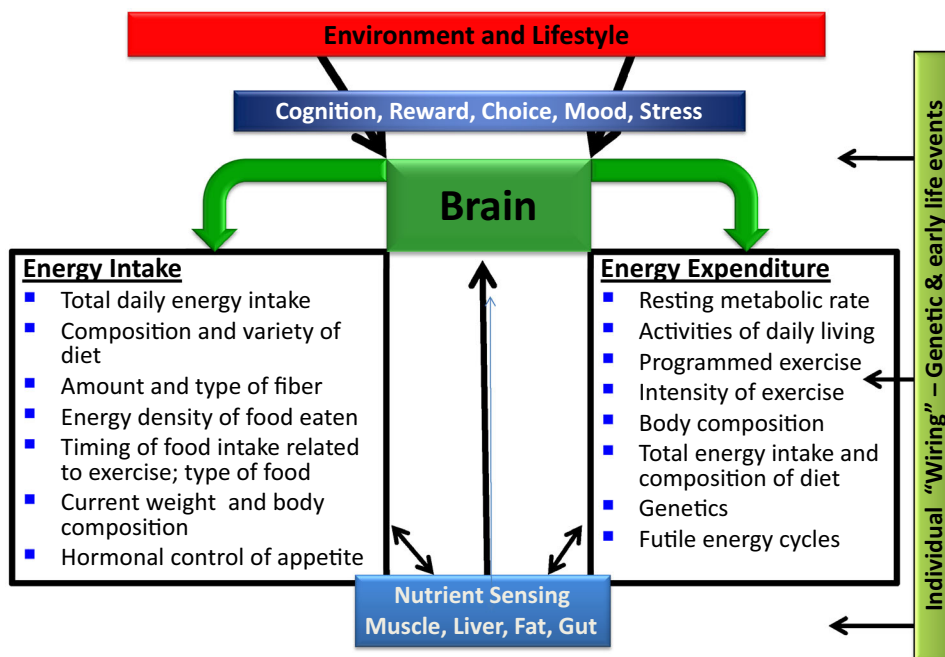 Environment and Lifestyle
Cognition, Reward, Choice, Mood, Stress
Brain
Energy Intake
Total daily energy intake
Composition and variety of
diet
Amount and type of fiber
Energy density of food eaten
Timing of food intake related
to exercise; type of food
Current weight and body
composition
Hormonal control of appetite
Energy Expenditure
Resting metabolic rate
Activities of daily living
Programmed exercise
Intensity of exercise
Body composition
Total energy intake and
composition of diet
Genetics
Futile energy cycles
Nutrient Sensing
Muscle, Liver, Fat, Gut
Individual “Wiring” – Genetic & early life events